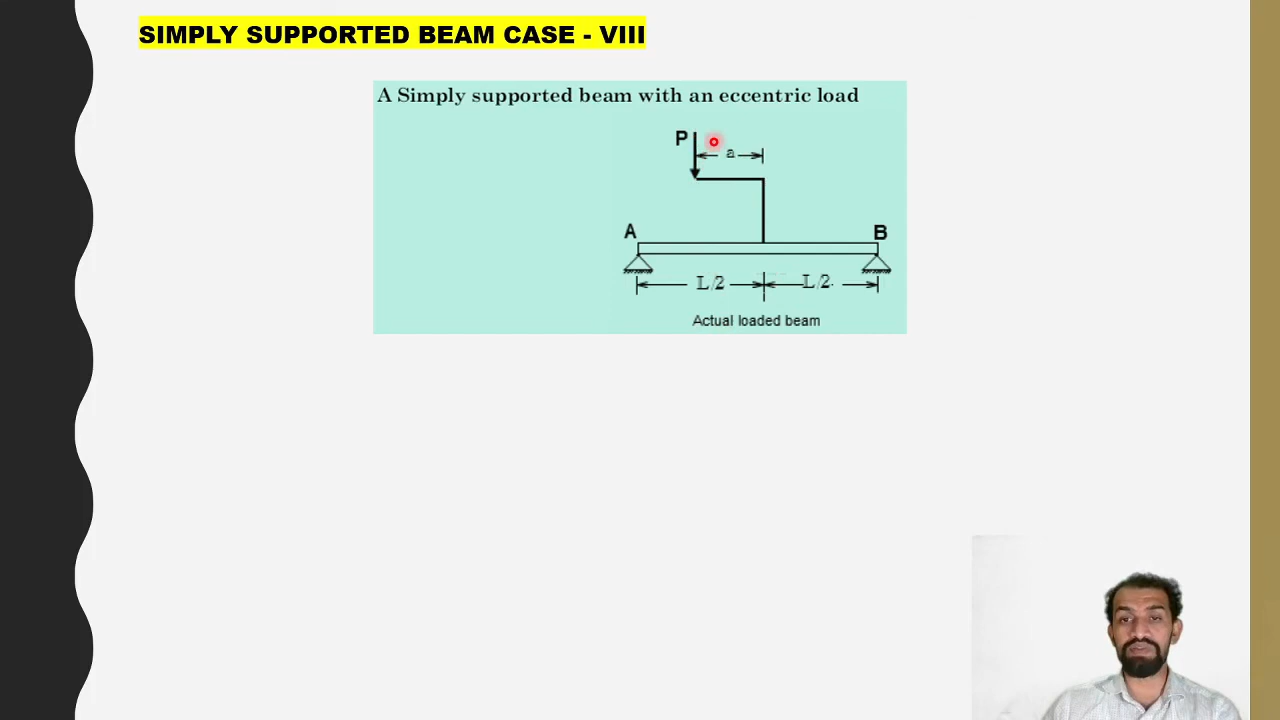 SIMPLY SUPPORTED BEAM CASE - VIII
A Simply supported beam with an eccentric load
P
a
A
B
L/2 L/2
Actual loaded beam